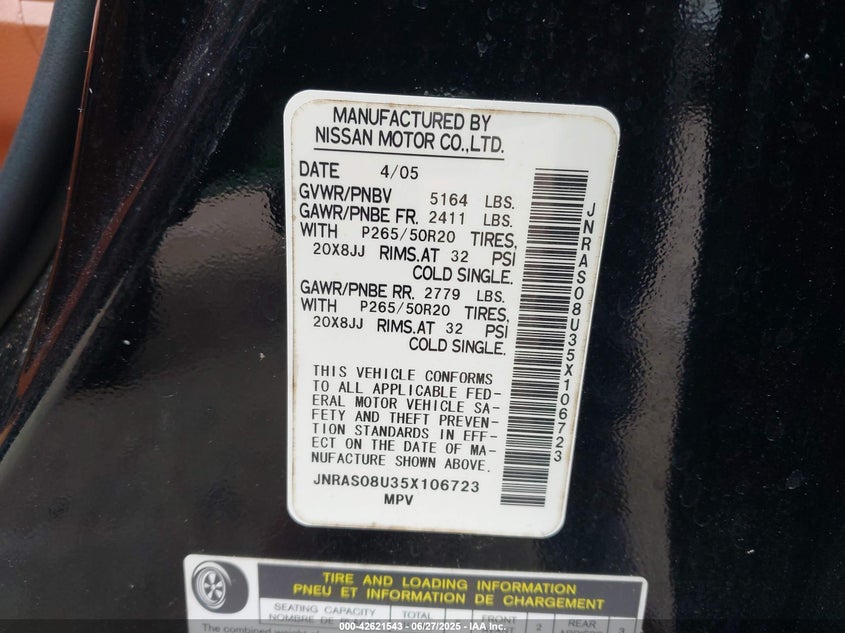 MANUFACTURED BY
NISSAN MOTOR CO.,LTD.
DATE 4/05
GVWR/PNBV 5164 LBS.
GAWR/PNBE FR. 2411 LBS.
WITH P265/50R20 TIRES,
20X8JJ RIMS.AT 32 PSI
COLD SINGLE.
GAWR/PNBE RR. 2779 LBS.
WITH P265/50R20 TIRES,
20X8JJ RIMS.AT 32 PSI
COLD SINGLE.
THIS VEHICLE CONFORMS
TO ALL APPLICABLE FED-
ERAL MOTOR VEHICLE SA-
FETY AND THEFT PREVEN-
TION STANDARDS IN EFF-
ECT ON THE DATE OF MA-
NUFACTURE SHOWN ABOVE.
JNRAS08U35X106723
MPV
JNRAS08U35X106723
TIRE AND LOADING INFORMATION
PNEU ET INFORMATION DE CHARGEMENT
SEATING CAPACITY TOTAL FRONT 2 REAR 3
NOMBRE DE
The combined weight
000-42621543 - 06/27/2025 - IAA Inc.